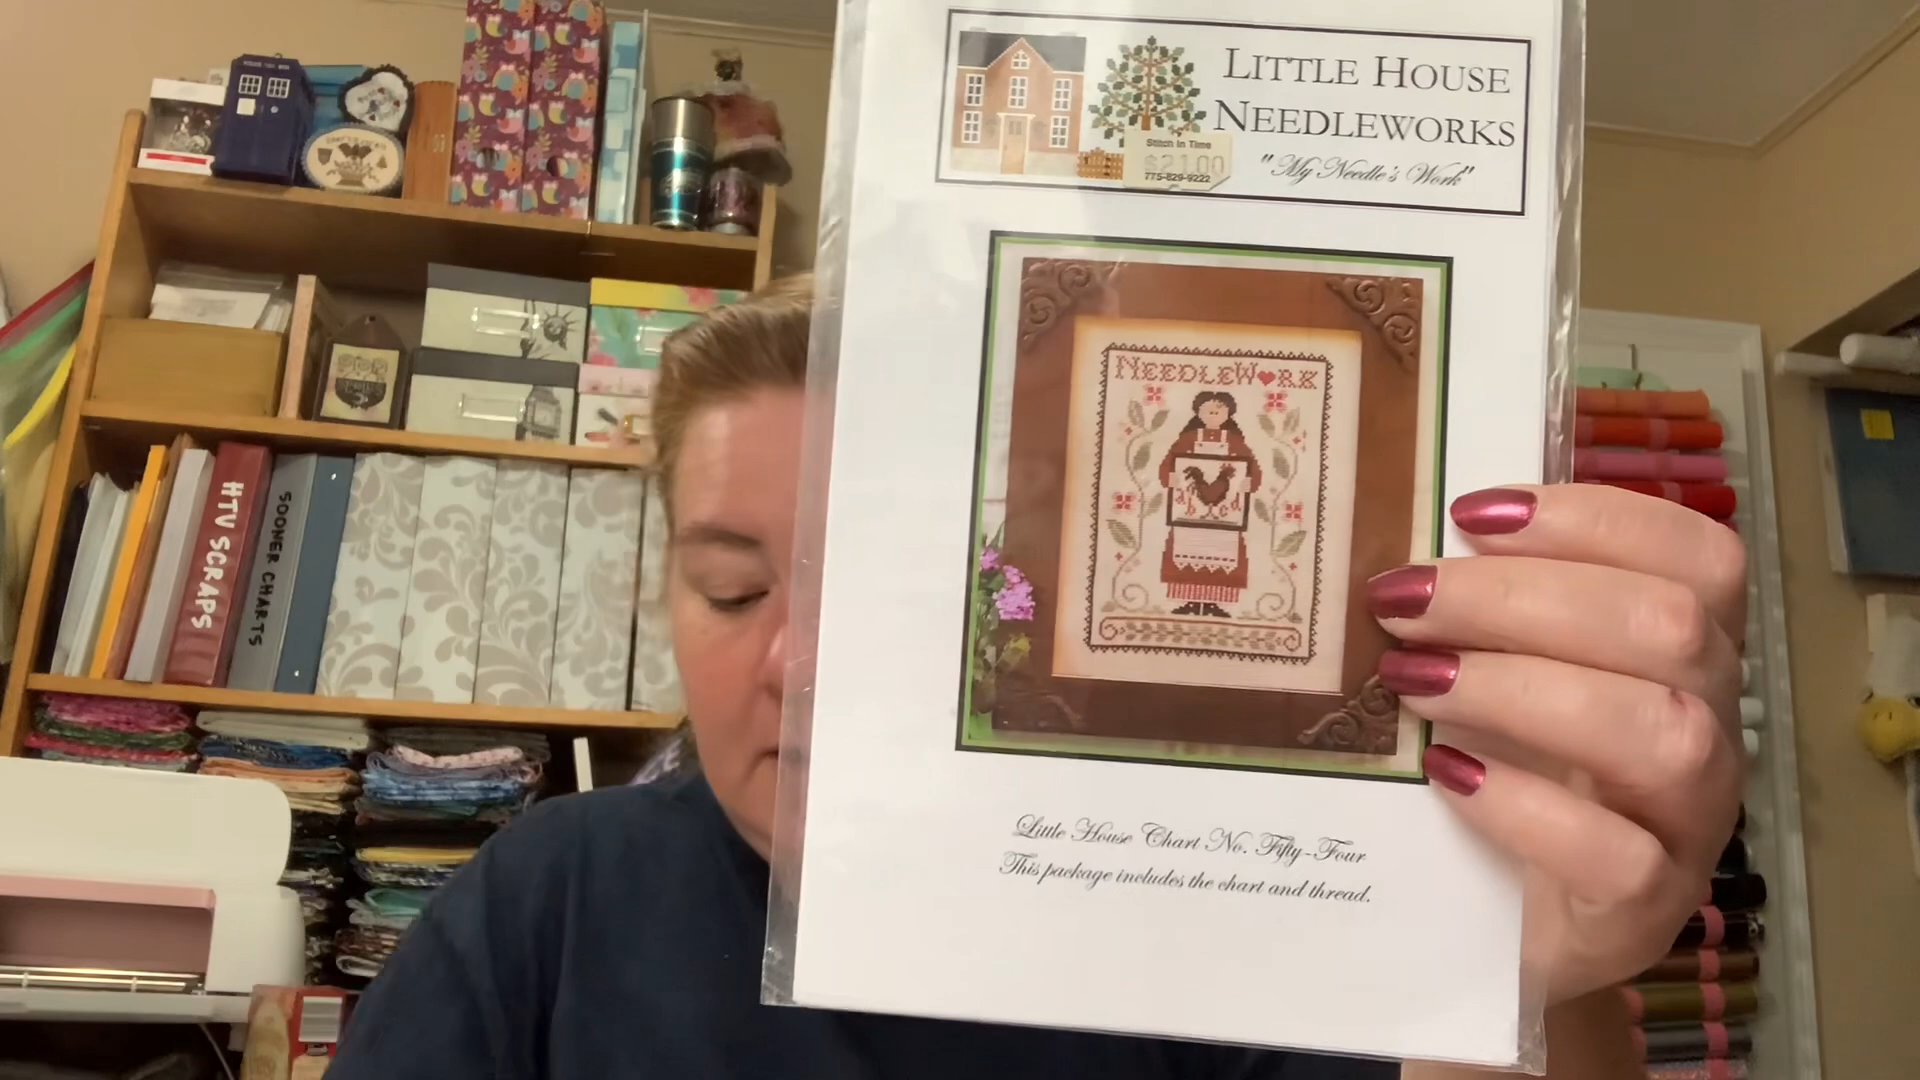 LITTLE HOUSE
NEEDLEWORKS
"My Needle's Work"
Stitch In Time
$21.00
775-829-9222
NEEDLEWORK
a b c d
Little House Chart No. Fifty-Four
This package includes the chart and thread.
HTV SCRAPS
SOONER CHARTS